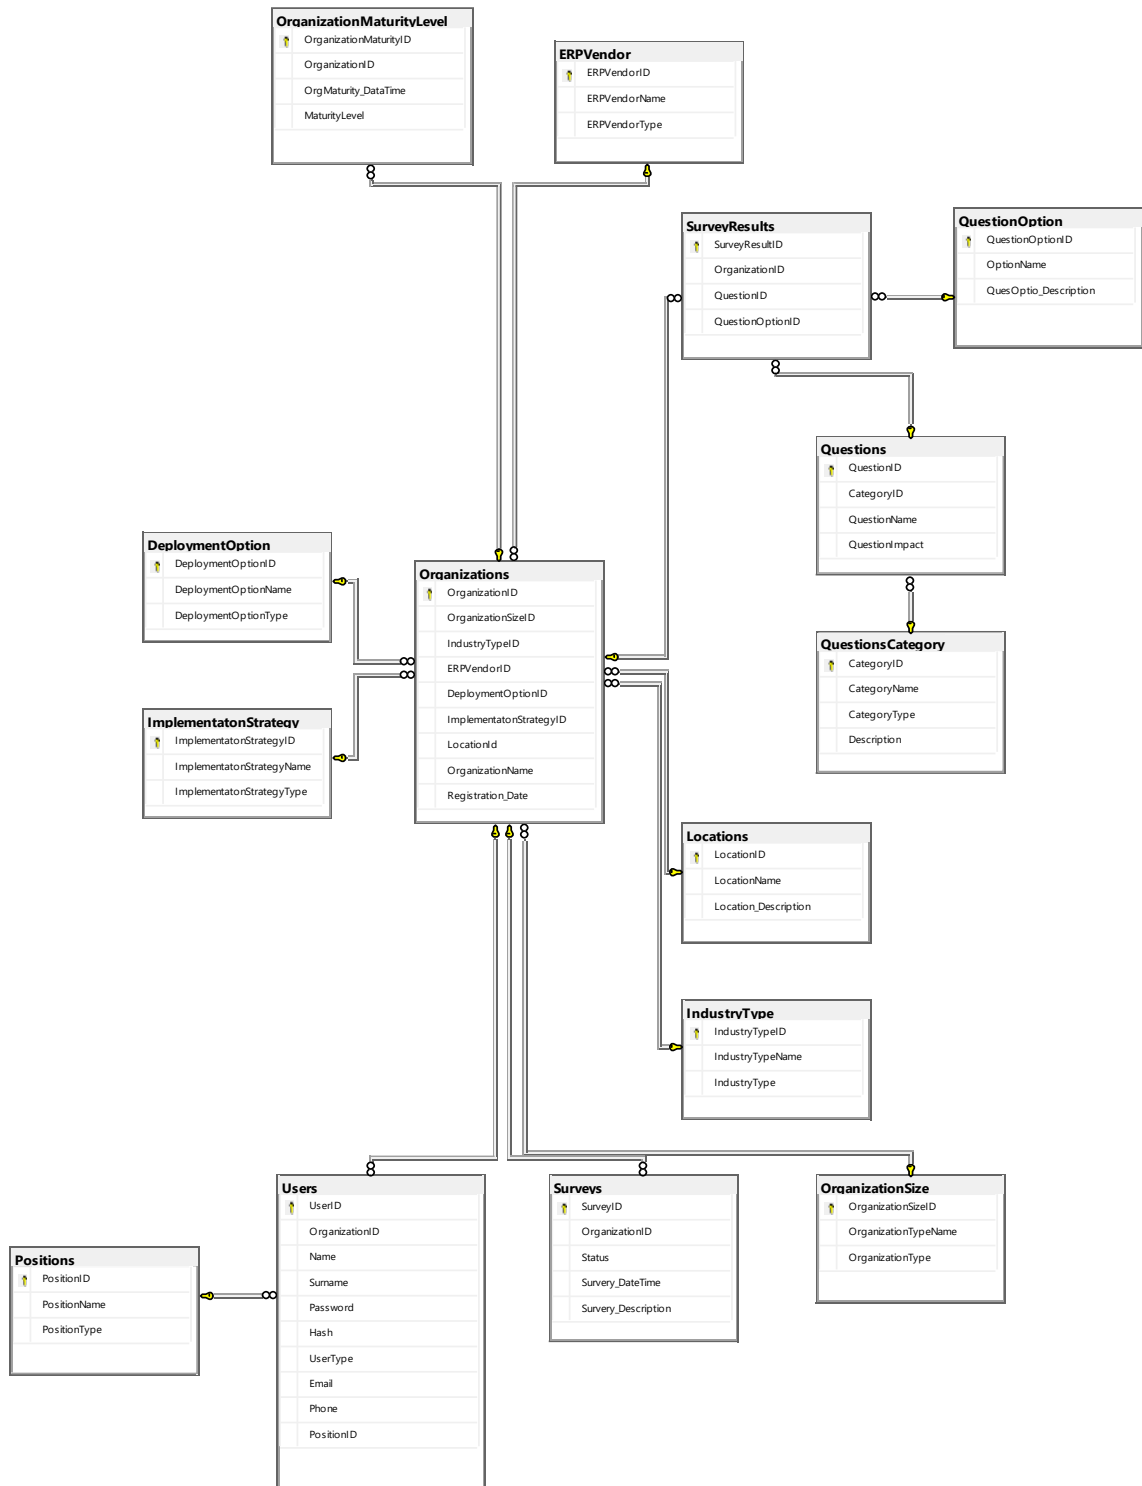 OrganizationMaturityLevel
OrganizationMaturityID
OrganizationID
OrgMaturity_DataTime
MaturityLevel
ERPVendor
ERPVendorID
ERPVendorName
ERPVendorType
SurveyResults
SurveyResultID
OrganizationID
QuestionID
QuestionOptionID
QuestionOption
QuestionOptionID
OptionName
QuesOptio_Description
Questions
QuestionID
CategoryID
QuestionName
QuestionImpact
DeploymentOption
DeploymentOptionID
DeploymentOptionName
DeploymentOptionType
Organizations
OrganizationID
OrganizationSizeID
IndustryTypeID
ERPVendorID
DeploymentOptionID
ImplementatonStrategyID
LocationId
OrganizationName
Registration_Date
QuestionsCategory
CategoryID
CategoryName
CategoryType
Description
ImplementatonStrategy
ImplementatonStrategyID
ImplementatonStrategyName
ImplementatonStrategyType
Locations
LocationID
LocationName
Location_Description
IndustryType
IndustryTypeID
IndustryTypeName
IndustryType
Users
UserID
OrganizationID
Name
Surname
Password
Hash
UserType
Email
Phone
PositionID
Surveys
SurveyID
OrganizationID
Status
Survery_DateTime
Survery_Description
OrganizationSize
OrganizationSizeID
OrganizationTypeName
OrganizationType
Positions
PositionID
PositionName
PositionType